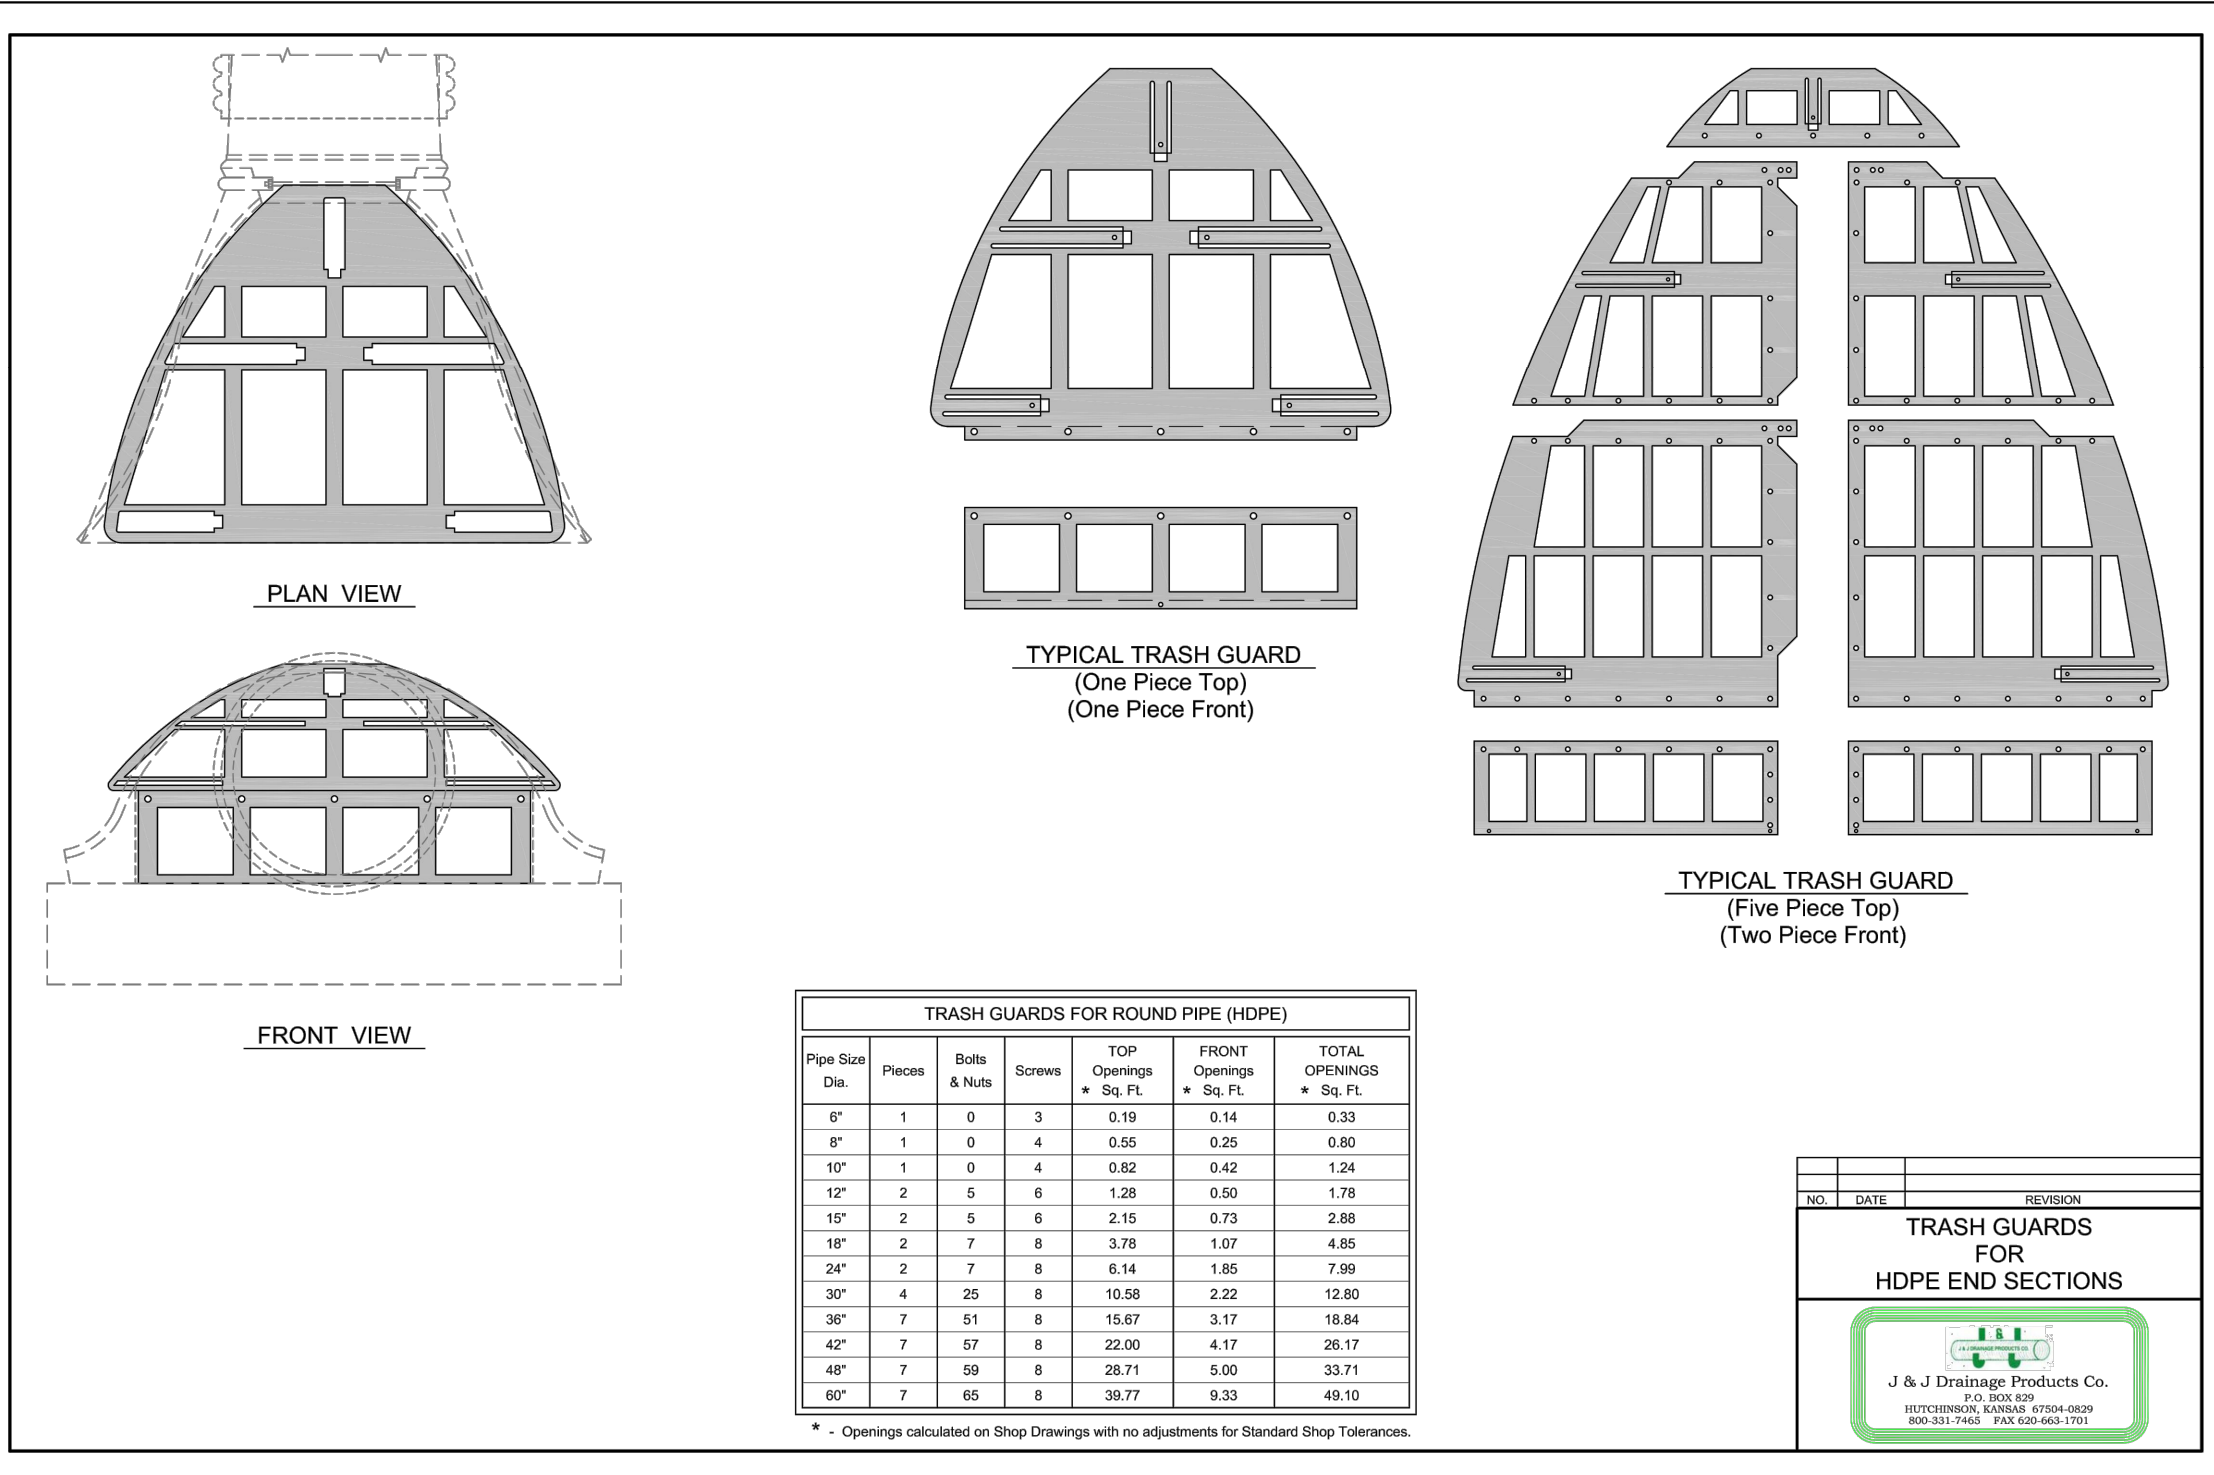 PLAN VIEW
FRONT VIEW
TYPICAL TRASH GUARD
(One Piece Top)
(One Piece Front)
TYPICAL TRASH GUARD
(Five Piece Top)
(Two Piece Front)
TRASH GUARDS FOR ROUND PIPE (HDPE)
Pipe Size Dia. Pieces Bolts & Nuts Screws TOP Openings * Sq. Ft. FRONT Openings * Sq. Ft. TOTAL OPENINGS * Sq. Ft.
6" 1 0 3 0.19 0.14 0.33
8" 1 0 4 0.55 0.25 0.80
10" 1 0 4 0.82 0.42 1.24
12" 2 5 6 1.28 0.50 1.78
15" 2 5 6 2.15 0.73 2.88
18" 2 7 8 3.78 1.07 4.85
24" 2 7 8 6.14 1.85 7.99
30" 4 25 8 10.58 2.22 12.80
36" 7 51 8 15.67 3.17 18.84
42" 7 57 8 22.00 4.17 26.17
48" 7 59 8 28.71 5.00 33.71
60" 7 65 8 39.77 9.33 49.10
* - Openings calculated on Shop Drawings with no adjustments for Standard Shop Tolerances.
NO. DATE REVISION
TRASH GUARDS
FOR
HDPE END SECTIONS
J & J
J & J DRAINAGE PRODUCTS CO.
J & J Drainage Products Co.
P.O. BOX 829
HUTCHINSON, KANSAS 67504-0829
800-331-7465 FAX 620-663-1701